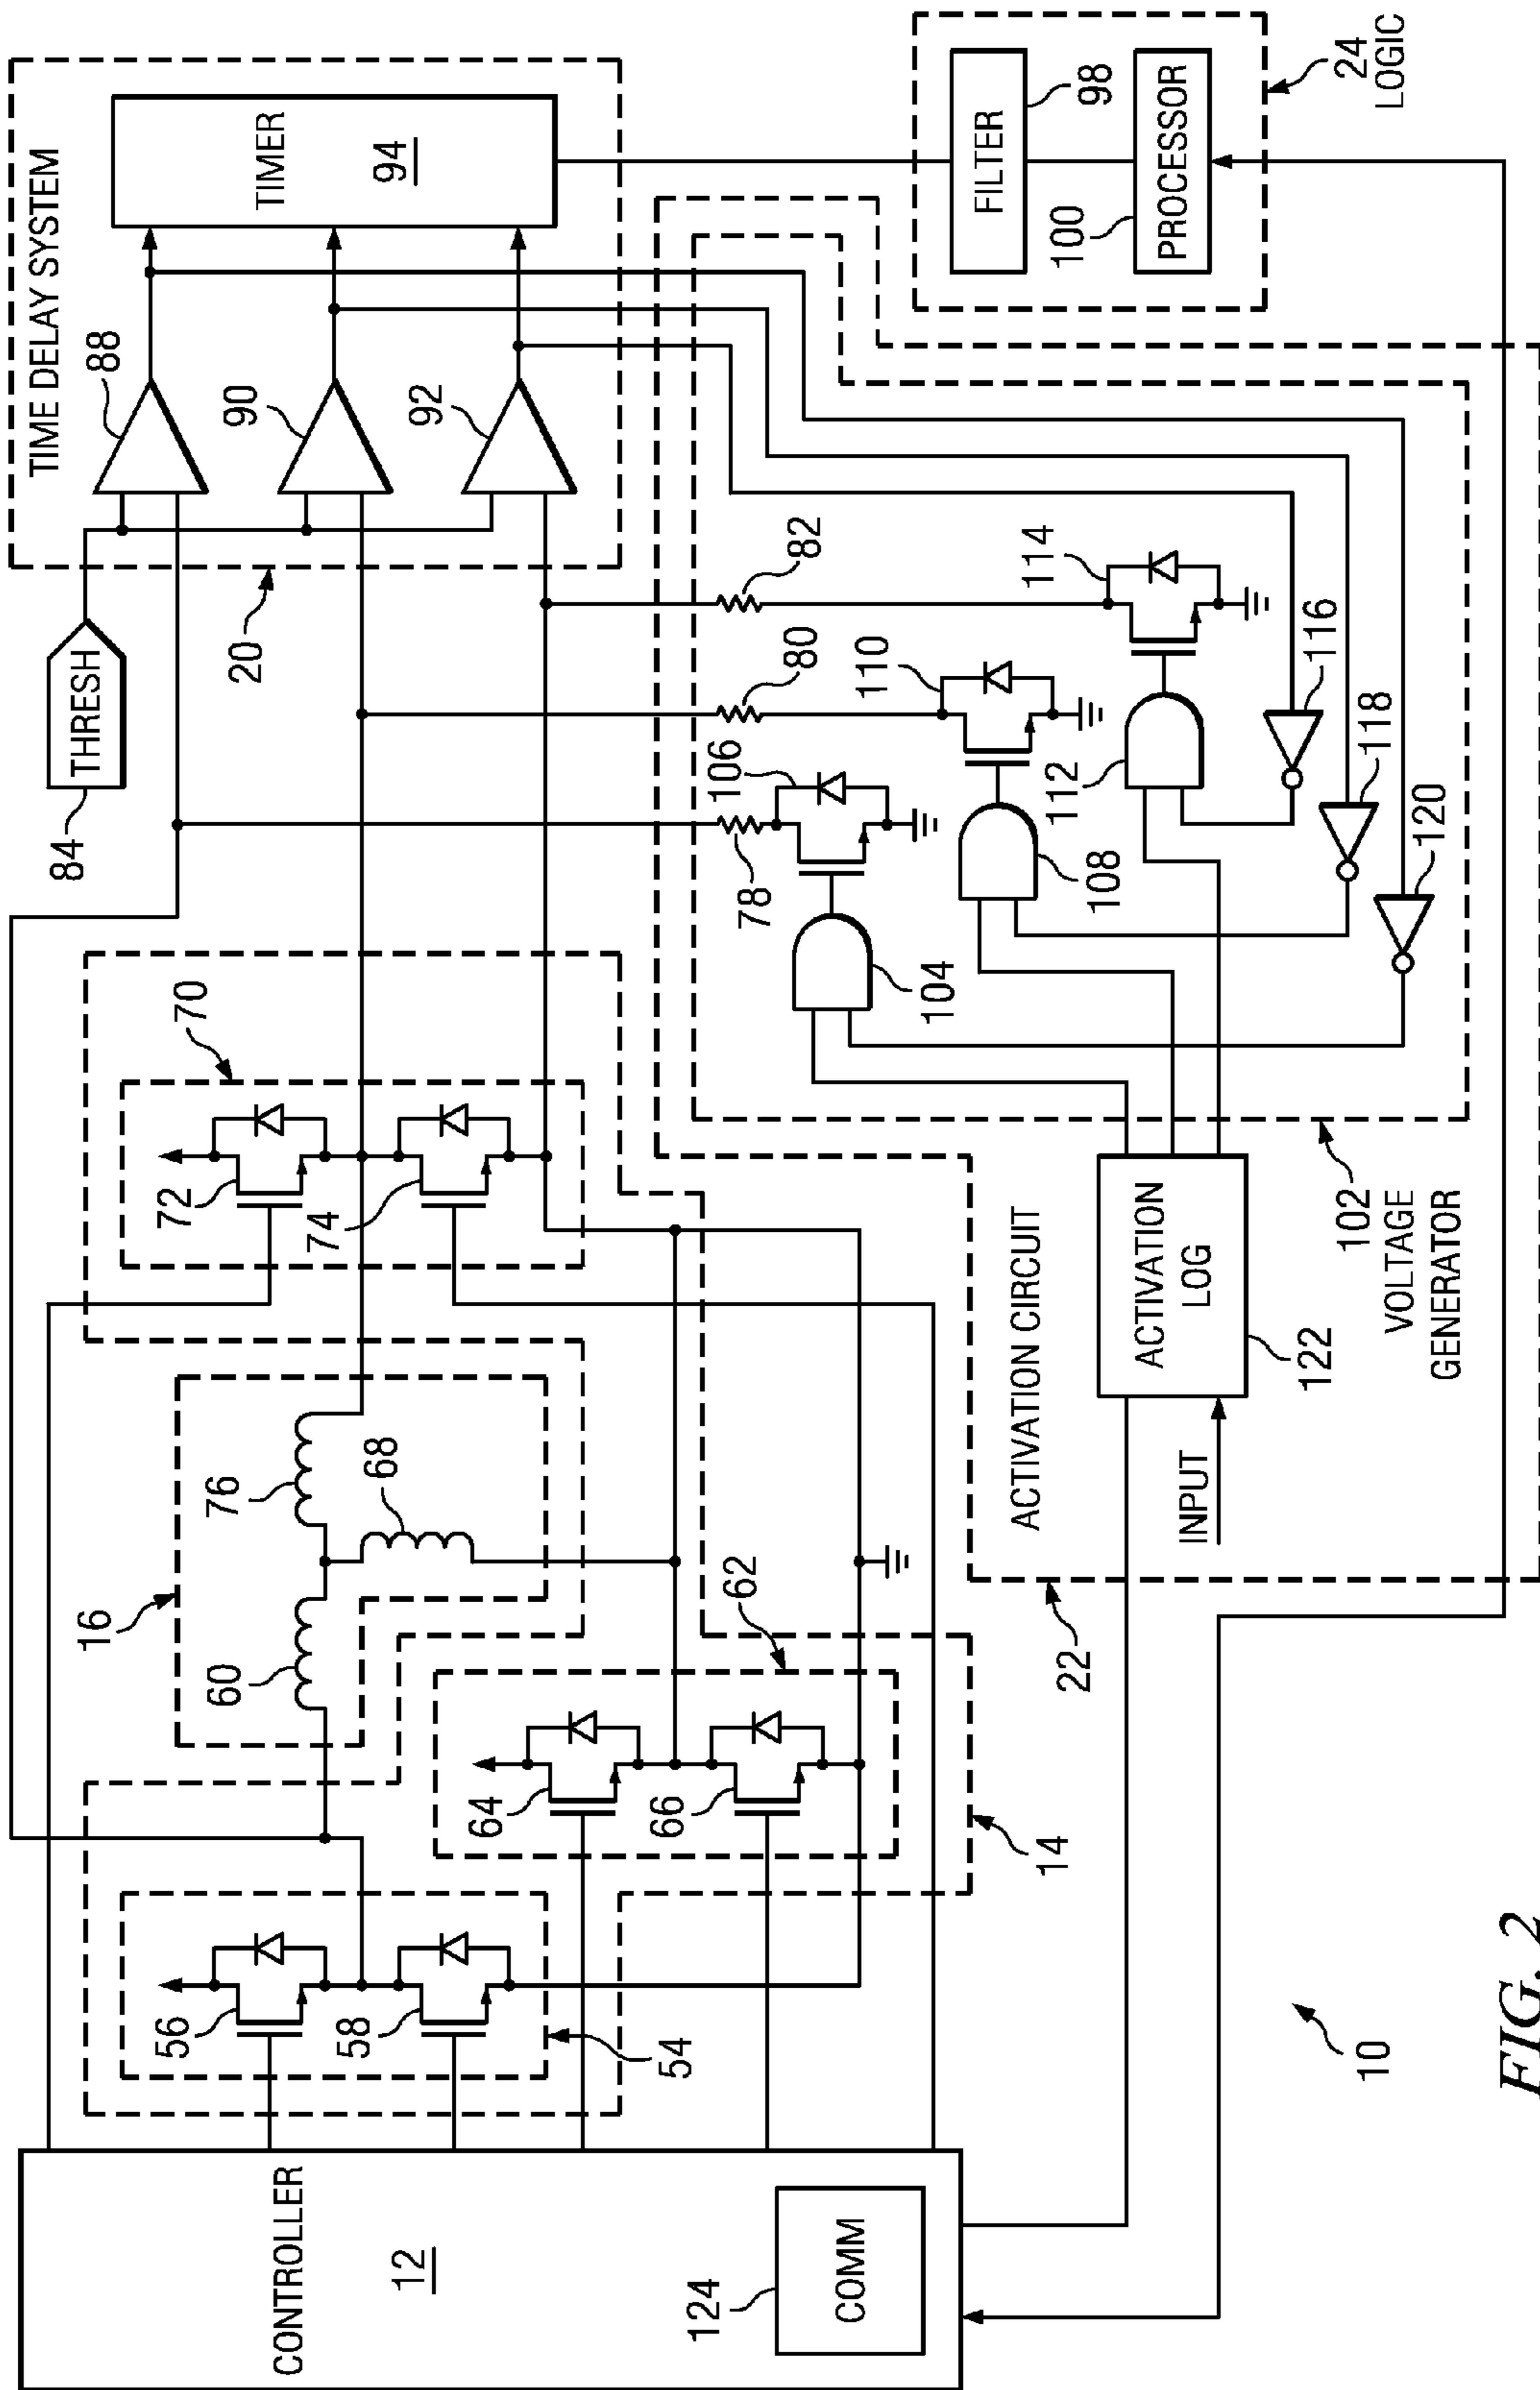 TIME DELAY SYSTEM
THRESH
84
20
88
90
92
TIMER
94
70
72
74
16
60
76
68
CONTROLLER
12
124
COMM
56
58
54
62
64
66
14
78
80
82
106
110
114
104
108
112
116
118
120
FILTER
98
100
PROCESSOR
24
LOGIC
22
ACTIVATION CIRCUIT
ACTIVATION
LOG
122
INPUT
102
VOLTAGE
GENERATOR
10
FIG. 2